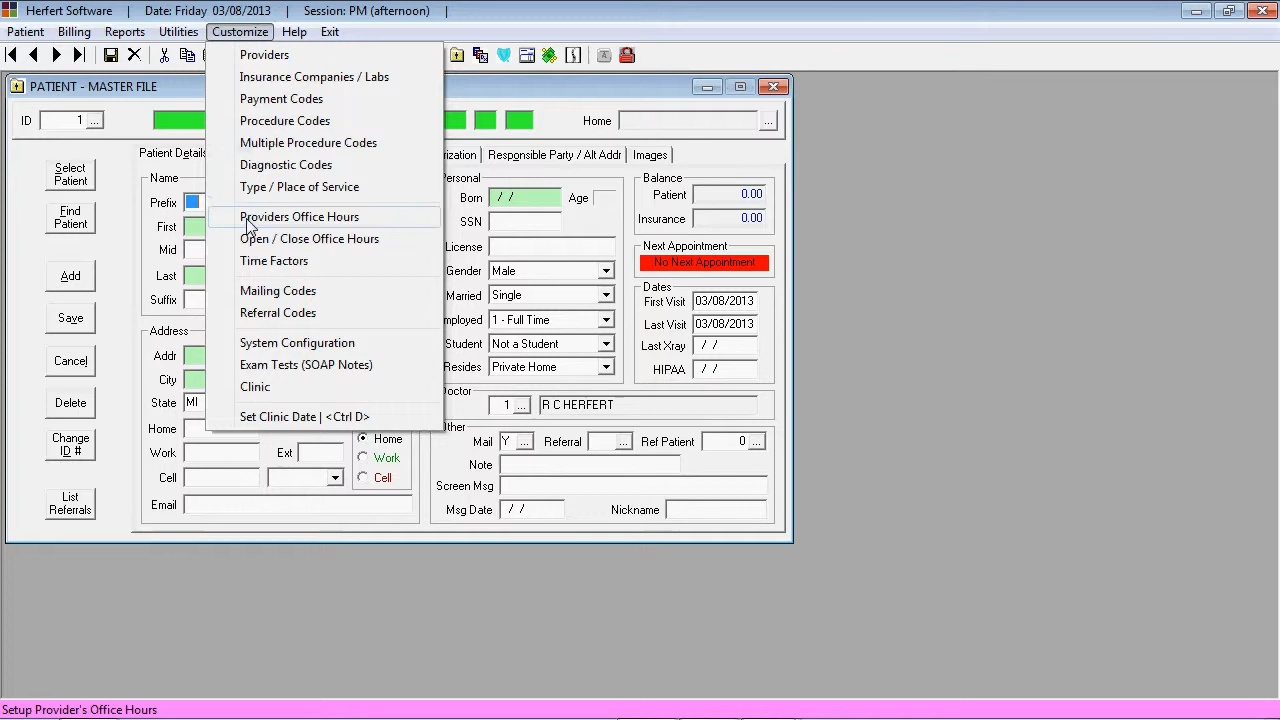 Herfert Software | Date: Friday 03/08/2013 | Session: PM (afternoon) |
Patient Billing Reports Utilities Customize Help Exit
Providers
Insurance Companies / Labs
Payment Codes
Procedure Codes
Multiple Procedure Codes
Diagnostic Codes
Type / Place of Service
Providers Office Hours
Open / Close Office Hours
Time Factors
Mailing Codes
Referral Codes
System Configuration
Exam Tests (SOAP Notes)
Clinic
Set Clinic Date | <Ctrl D>
PATIENT - MASTER FILE
ID 1 ... Home ...
Select Patient
Find Patient
Add
Save
Cancel
Delete
Change ID #
List Referrals
Patient Details
Responsible Party / Alt Addr
Images
Name
Prefix
First
Mid
Last
Suffix
Address
Addr
City
State MI
Home
Work Ext
Cell
Email
Home
Work
Cell
Personal
Born / / Age
SSN
License
Gender Male
Married Single
1 - Full Time
Student Not a Student
Resides Private Home
Doctor
1 ... R C HERFERT
Other
Mail Y ... Referral ... Ref Patient 0 ...
Note
Screen Msg
Msg Date / / Nickname
Balance
Patient 0.00
Insurance 0.00
Next Appointment
No Next Appointment
Dates
First Visit 03/08/2013
Last Visit 03/08/2013
Last Xray / /
HIPAA / /
Setup Provider's Office Hours